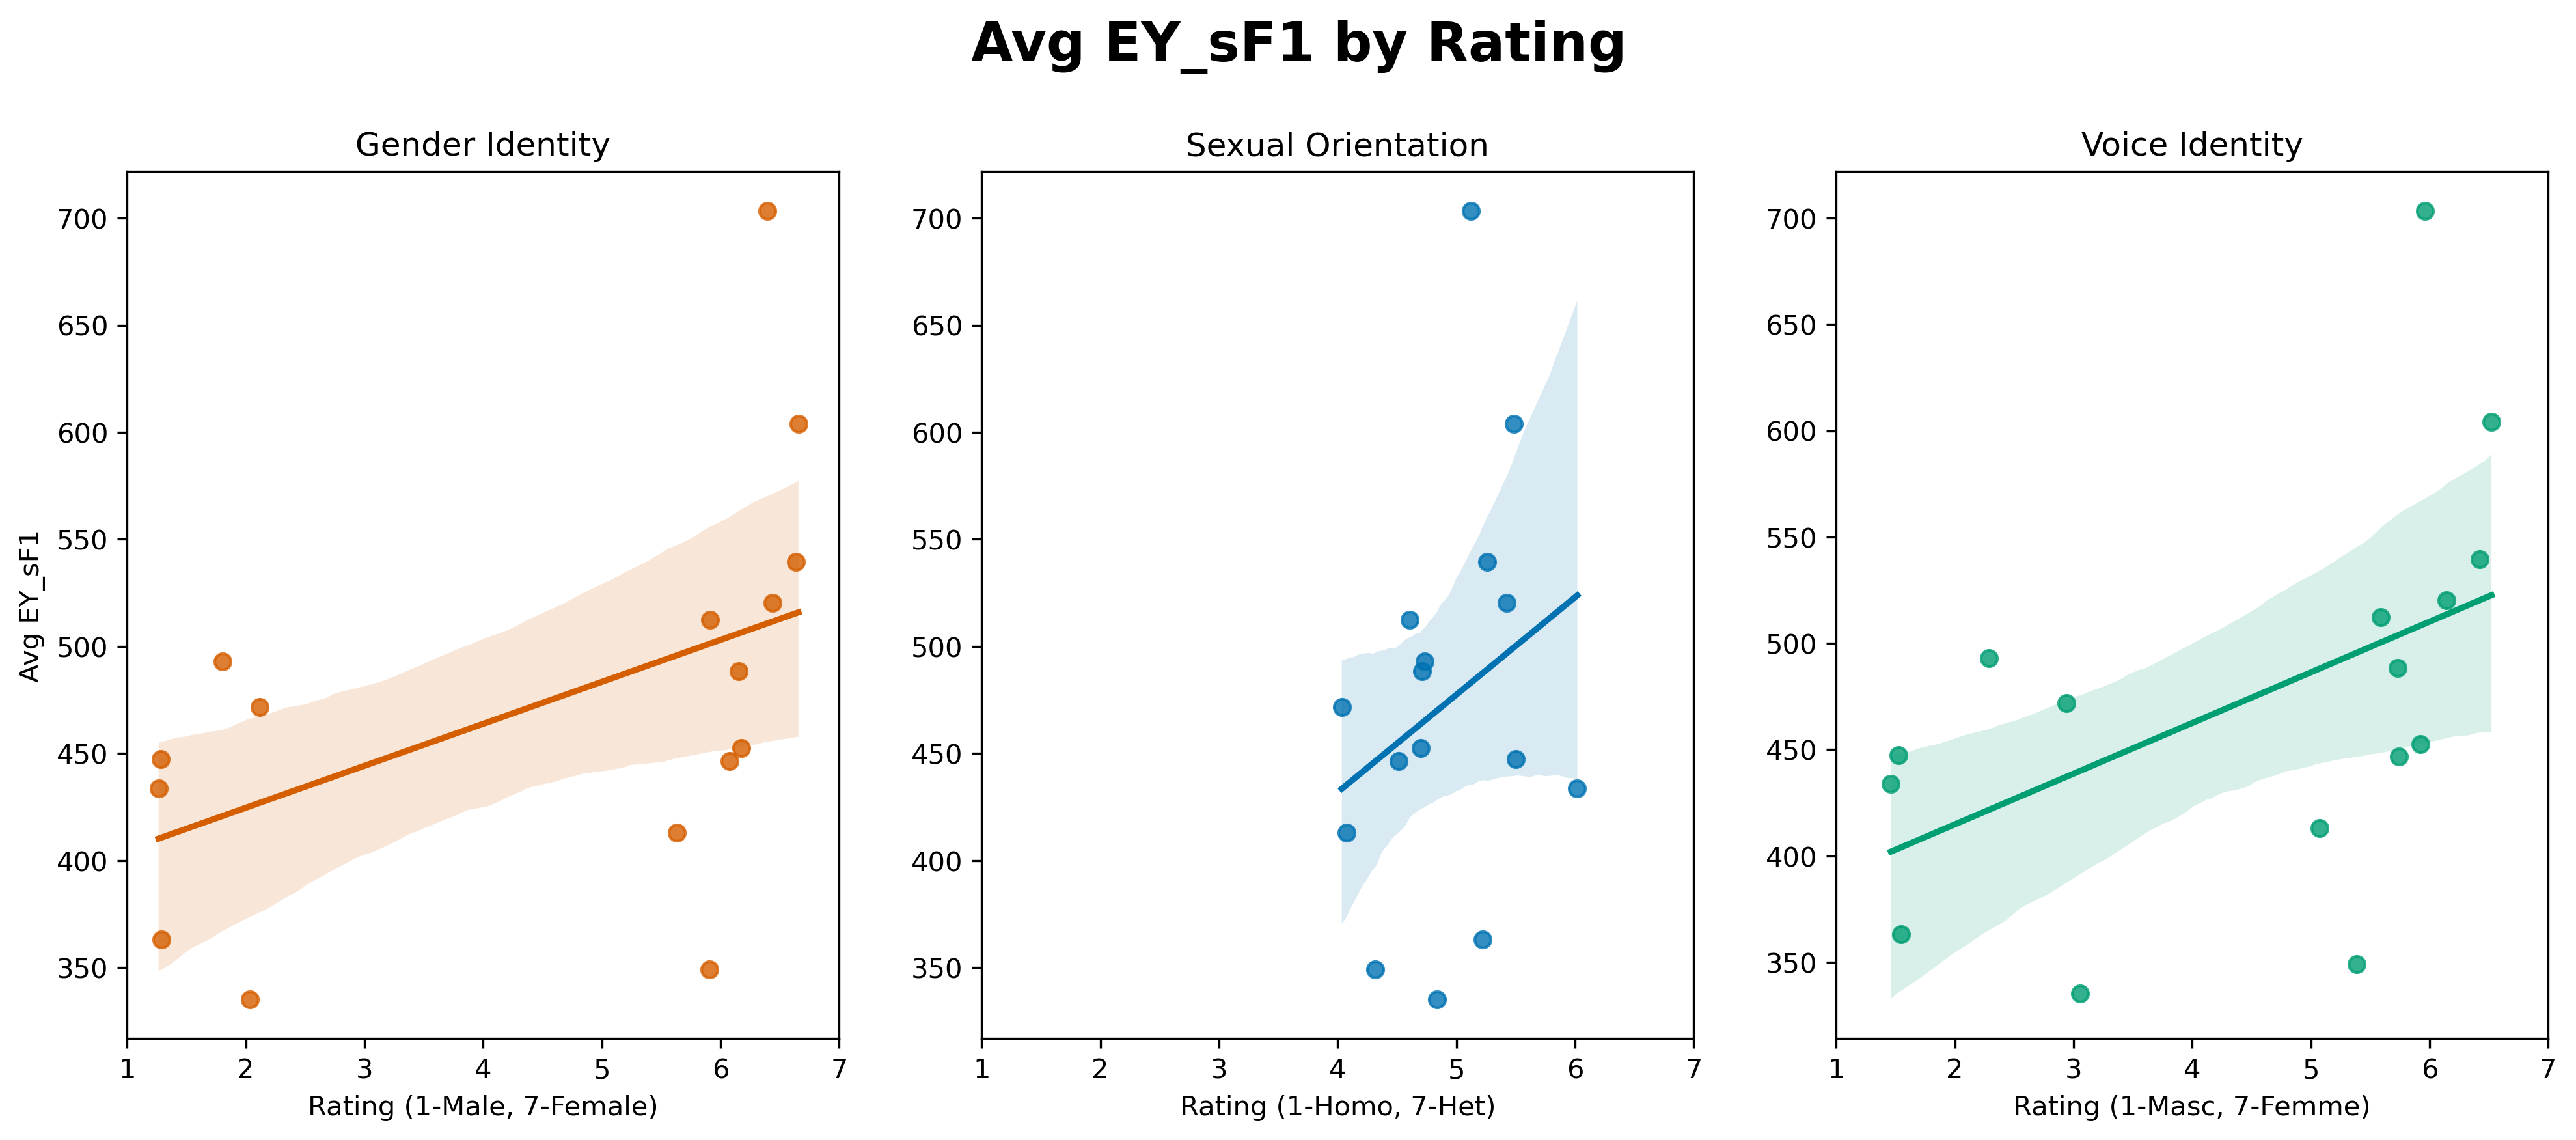 Avg EY_sF1 by Rating
Gender Identity
Sexual Orientation
Voice Identity
Avg EY_sF1
700
650
600
550
500
450
400
350
1 2 3 4 5 6 7
Rating (1-Male, 7-Female)
700
650
600
550
500
450
400
350
1 2 3 4 5 6 7
Rating (1-Homo, 7-Het)
700
650
600
550
500
450
400
350
1 2 3 4 5 6 7
Rating (1-Masc, 7-Femme)